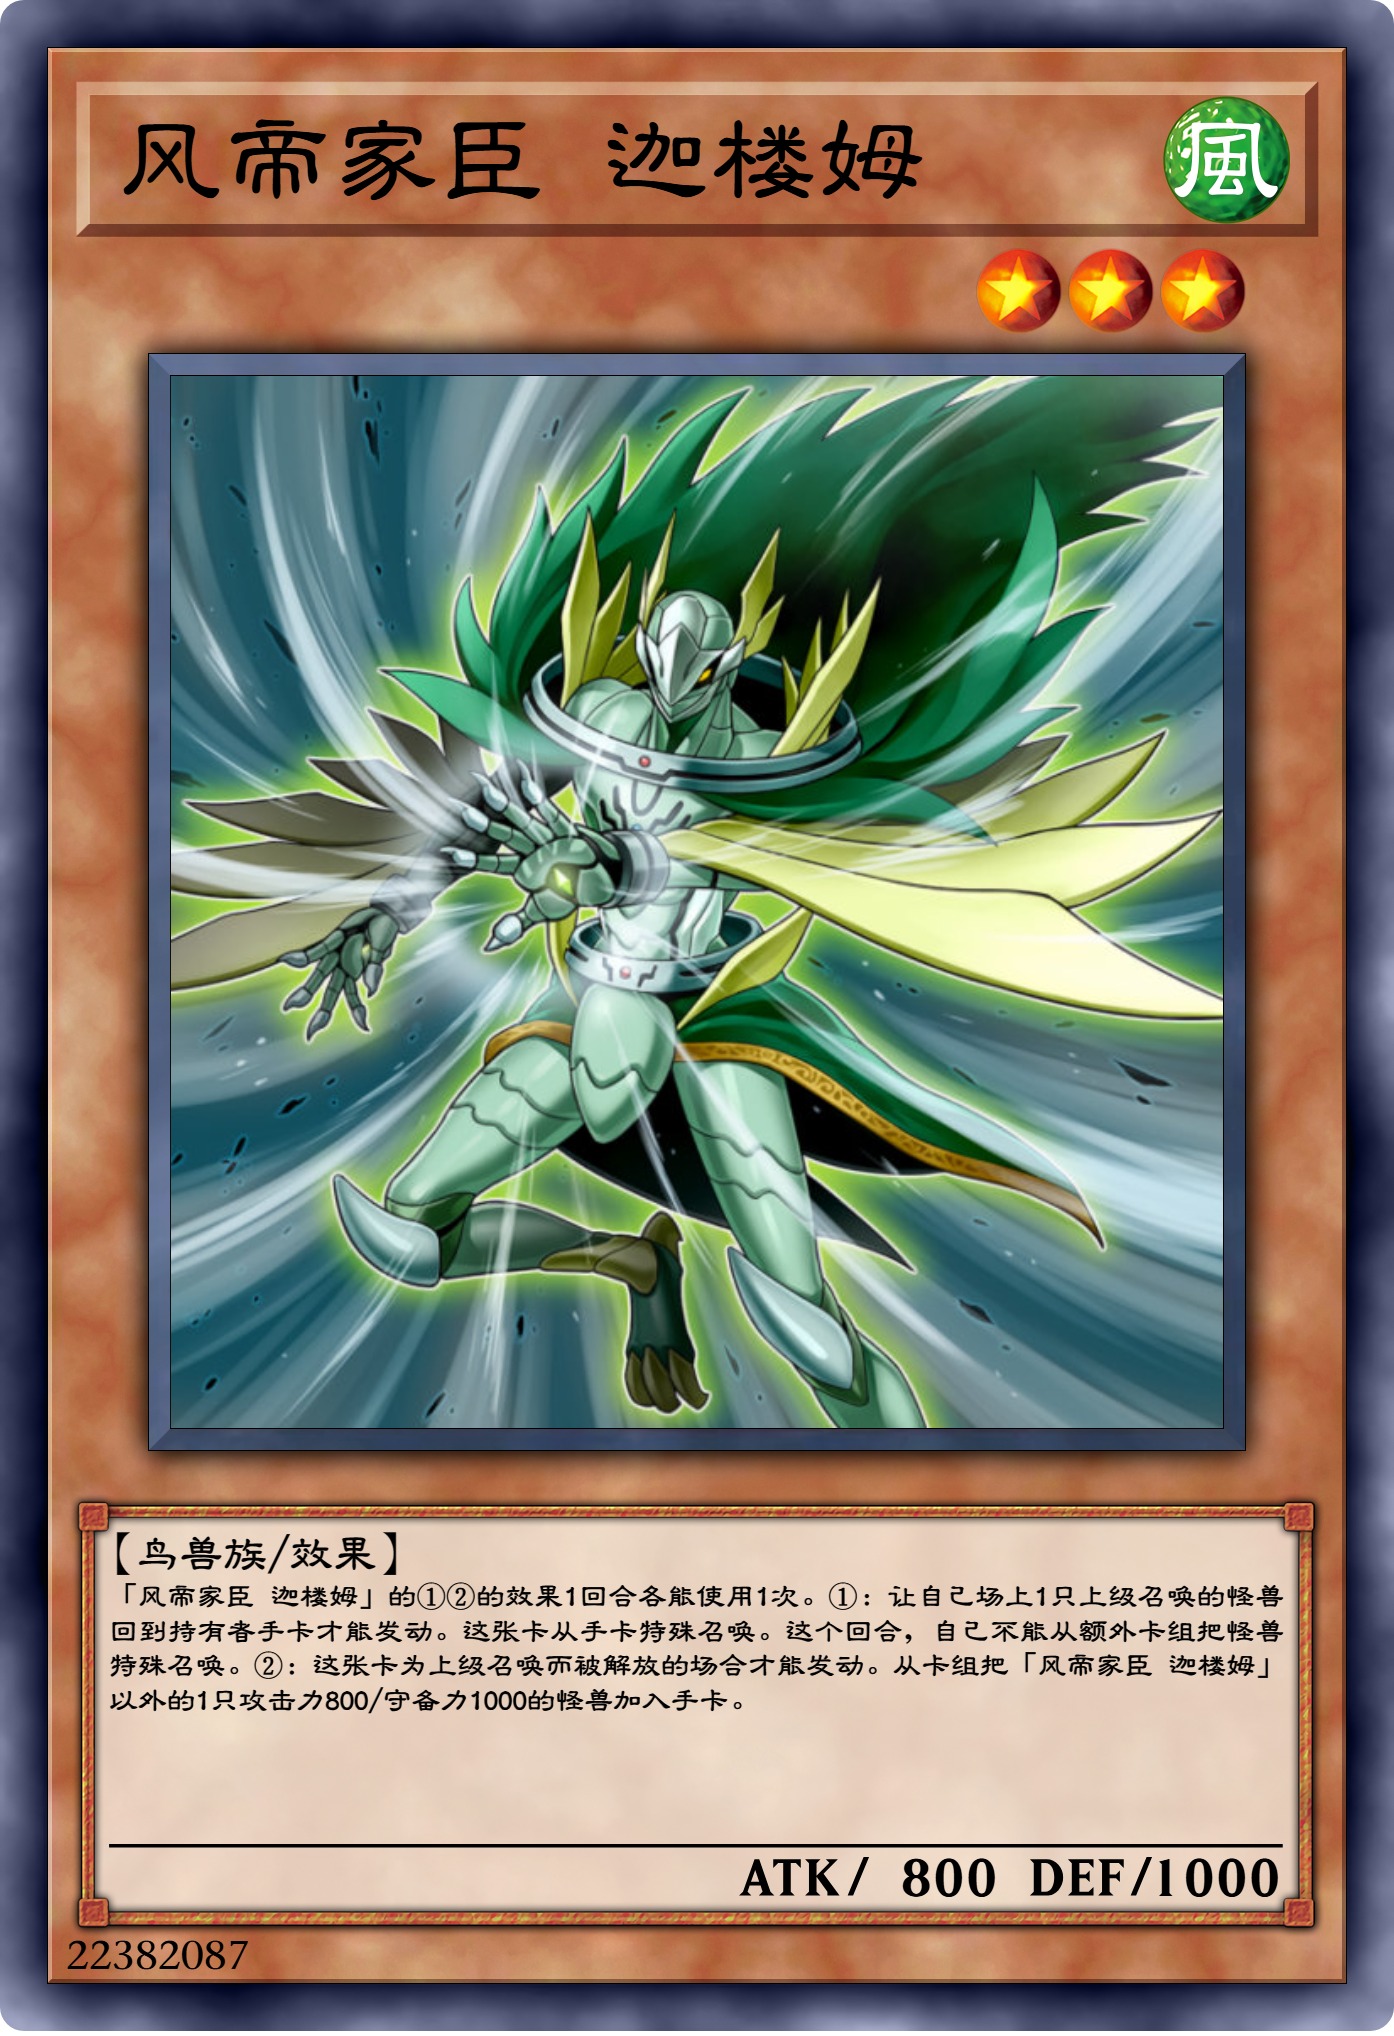 风帝家臣 迦楼姆
風
【鸟兽族/效果】
「风帝家臣 迦楼姆」的①②的效果1回合各能使用1次。①：让自己场上1只上级召唤的怪兽
回到持有者手卡才能发动。这张卡从手卡特殊召唤。这个回合，自己不能从额外卡组把怪兽
特殊召唤。②：这张卡为上级召唤而被解放的场合才能发动。从卡组把「风帝家臣 迦楼姆」
以外的1只攻击力800/守备力1000的怪兽加入手卡。
ATK/ 800 DEF/1000
22382087